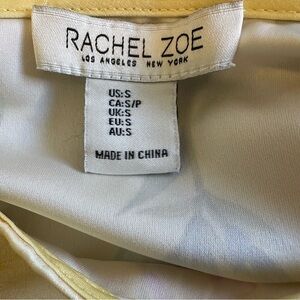 RACHEL ZOE
LOS ANGELES NEW YORK
US:S
CA:S/P
UK:S
EU:S
AU:S
MADE IN CHINA